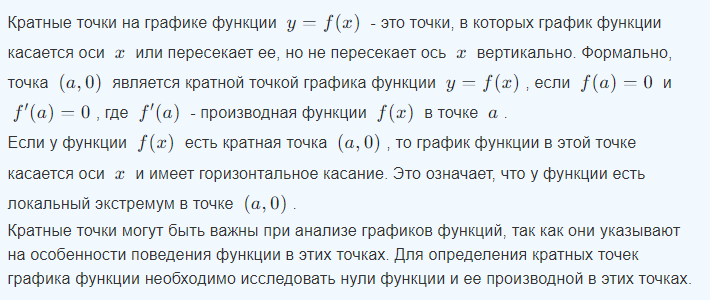 Кратные точки на графике функции y = f(x) - это точки, в которых график функции
касается оси x или пересекает ее, но не пересекает ось x вертикально. Формально,
точка (a, 0) является кратной точкой графика функции y = f(x), если f(a) = 0 и
f′(a) = 0, где f′(a) - производная функции f(x) в точке a.
Если у функции f(x) есть кратная точка (a, 0), то график функции в этой точке
касается оси x и имеет горизонтальное касание. Это означает, что у функции есть
локальный экстремум в точке (a, 0).
Кратные точки могут быть важны при анализе графиков функций, так как они указывают
на особенности поведения функции в этих точках. Для определения кратных точек
графика функции необходимо исследовать нули функции и ее производной в этих точках.